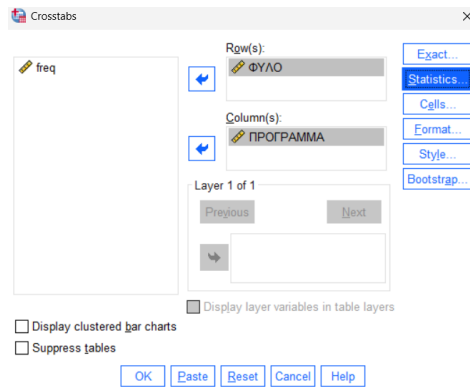 Crosstabs
freq
Row(s):
ΦΥΛΟ
Column(s):
ΠΡΟΓΡΑΜΜΑ
Layer 1 of 1
Previous
Next
Display layer variables in table layers
Exact...
Statistics...
Cells...
Format...
Style...
Bootstrap...
Display clustered bar charts
Suppress tables
OK
Paste
Reset
Cancel
Help